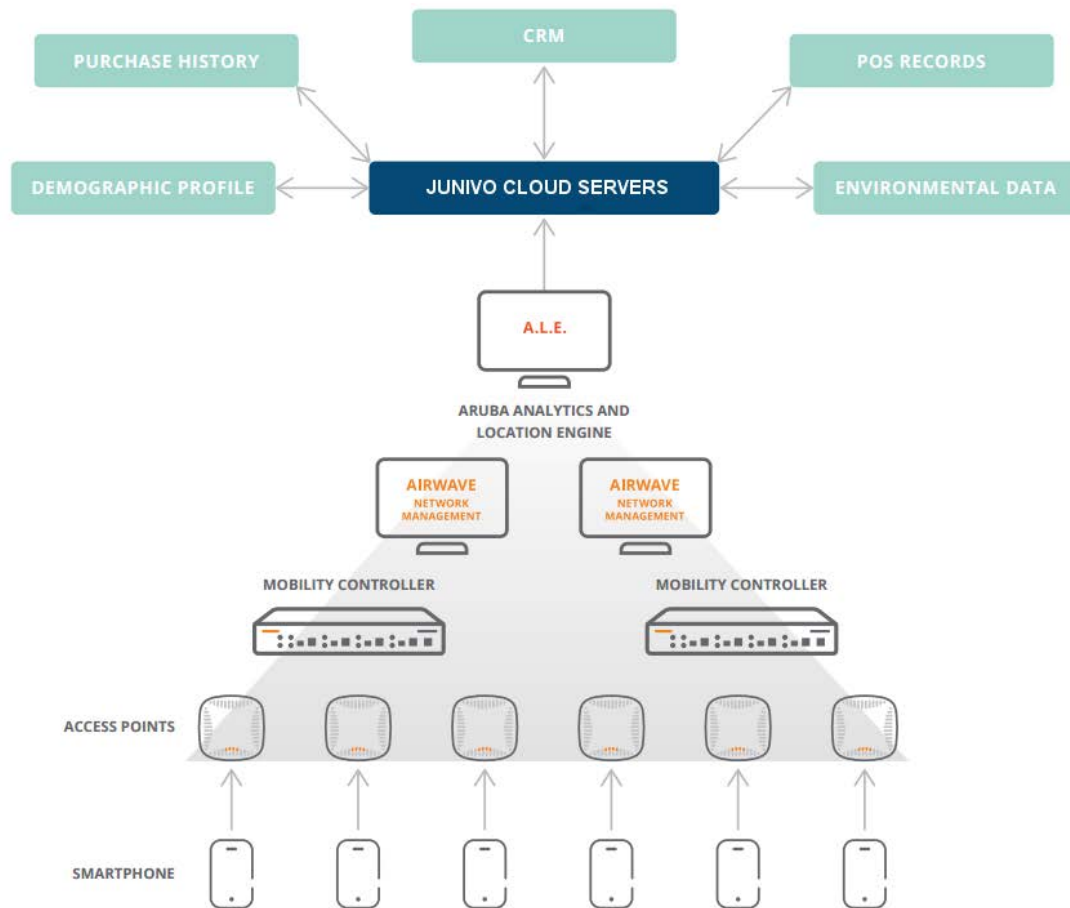 CRM
PURCHASE HISTORY
POS RECORDS
DEMOGRAPHIC PROFILE
JUNIVO CLOUD SERVERS
ENVIRONMENTAL DATA
A.L.E.
ARUBA ANALYTICS AND
LOCATION ENGINE
AIRWAVE
NETWORK
MANAGEMENT
AIRWAVE
NETWORK
MANAGEMENT
MOBILITY CONTROLLER
MOBILITY CONTROLLER
ACCESS POINTS
SMARTPHONE